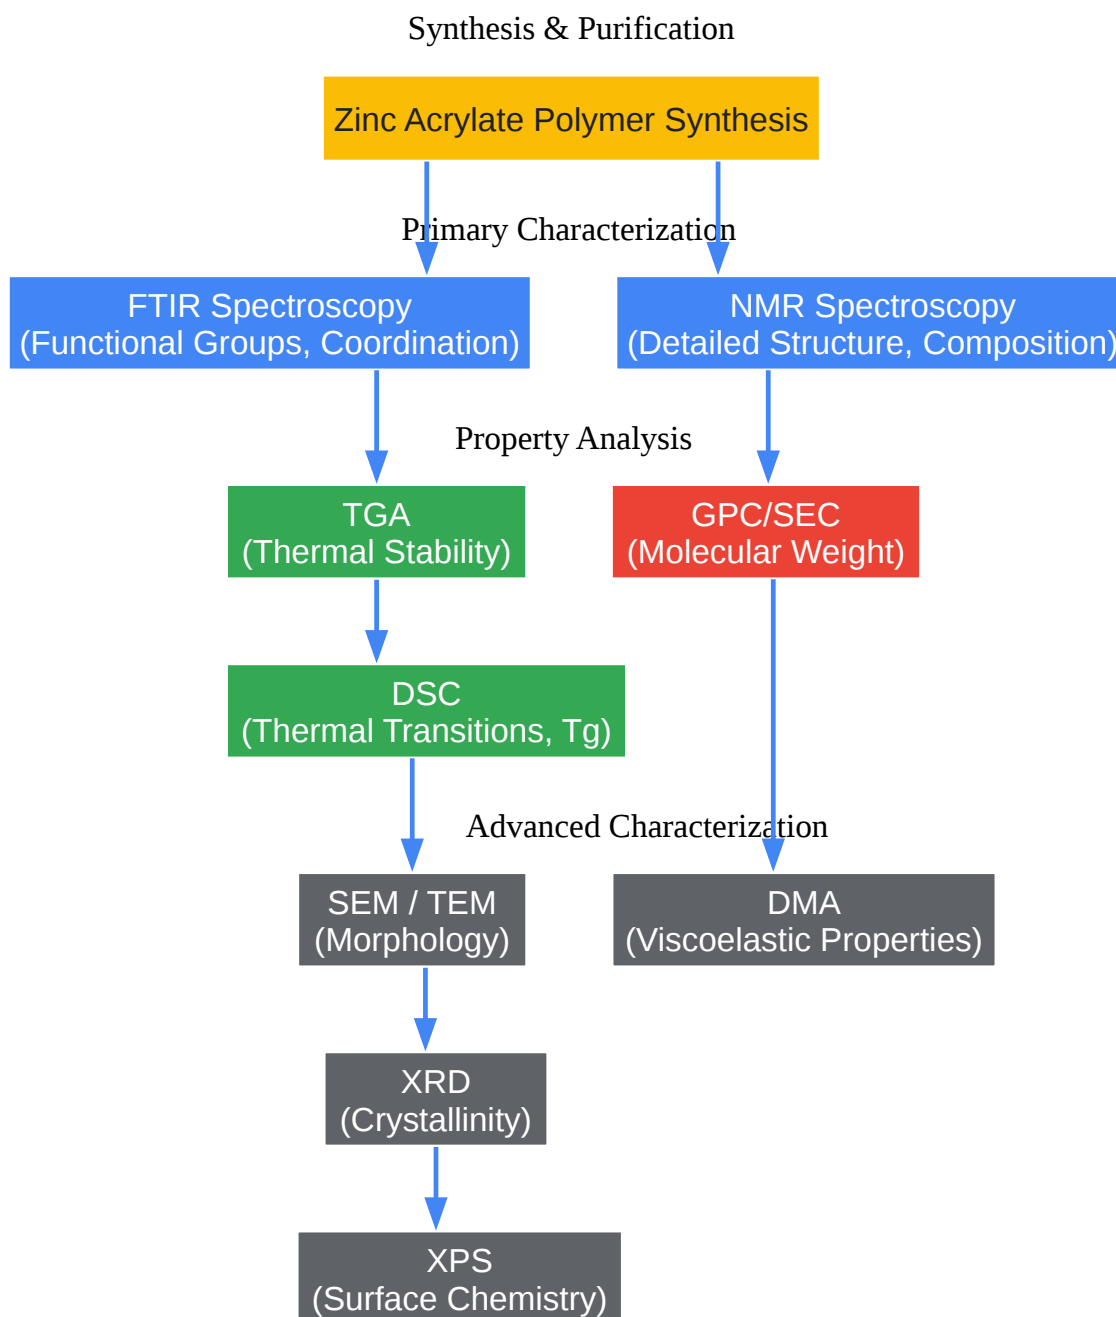 Synthesis & Purification
Zinc Acrylate Polymer Synthesis
Primary Characterization
FTIR Spectroscopy
(Functional Groups, Coordination)
NMR Spectroscopy
(Detailed Structure, Composition)
Property Analysis
TGA
(Thermal Stability)
GPC/SEC
(Molecular Weight)
DSC
(Thermal Transitions, Tg)
Advanced Characterization
SEM / TEM
(Morphology)
DMA
(Viscoelastic Properties)
XRD
(Crystallinity)
XPS
(Surface Chemistry)